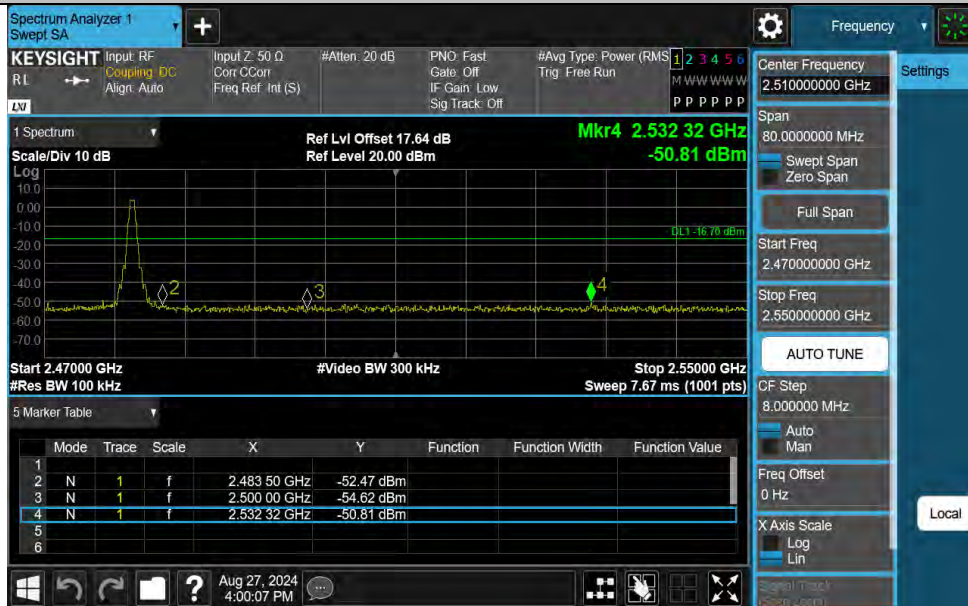 Spectrum Analyzer 1
Swept SA
+
Frequency
KEYSIGHT
RL
LXI
Input: RF
Coupling: DC
Align: Auto
Input Z: 50 Ω
Corr CCorr
Freq Ref: Int (S)
#Atten: 20 dB
PNO: Fast
Gate: Off
IF Gain: Low
Sig Track: Off
#Avg Type: Power (RMS
Trig: Free Run
1 2 3 4 5 6
M W W W W W
P P P P P P
1 Spectrum
Scale/Div 10 dB
Ref Lvl Offset 17.64 dB
Ref Level 20.00 dBm
Mkr4 2.532 32 GHz
-50.81 dBm
Log
10.0
0.00
-10.0
-20.0
-30.0
-40.0
-50.0
-60.0
-70.0
DL1 -16.70 dBm
2
3
4
Start 2.47000 GHz
#Res BW 100 kHz
#Video BW 300 kHz
Stop 2.55000 GHz
Sweep 7.67 ms (1001 pts)
5 Marker Table
Mode Trace Scale X Y Function Function Width Function Value
1
2 N 1 f 2.483 50 GHz -52.47 dBm
3 N 1 f 2.500 00 GHz -54.62 dBm
4 N 1 f 2.532 32 GHz -50.81 dBm
5
6
?
Aug 27, 2024
4:00:07 PM
Center Frequency
2.510000000 GHz
Span
80.0000000 MHz
Swept Span
Zero Span
Full Span
Start Freq
2.470000000 GHz
Stop Freq
2.550000000 GHz
AUTO TUNE
CF Step
8.000000 MHz
Auto
Man
Freq Offset
0 Hz
X Axis Scale
Log
Lin
Signal Track
Settings
Local